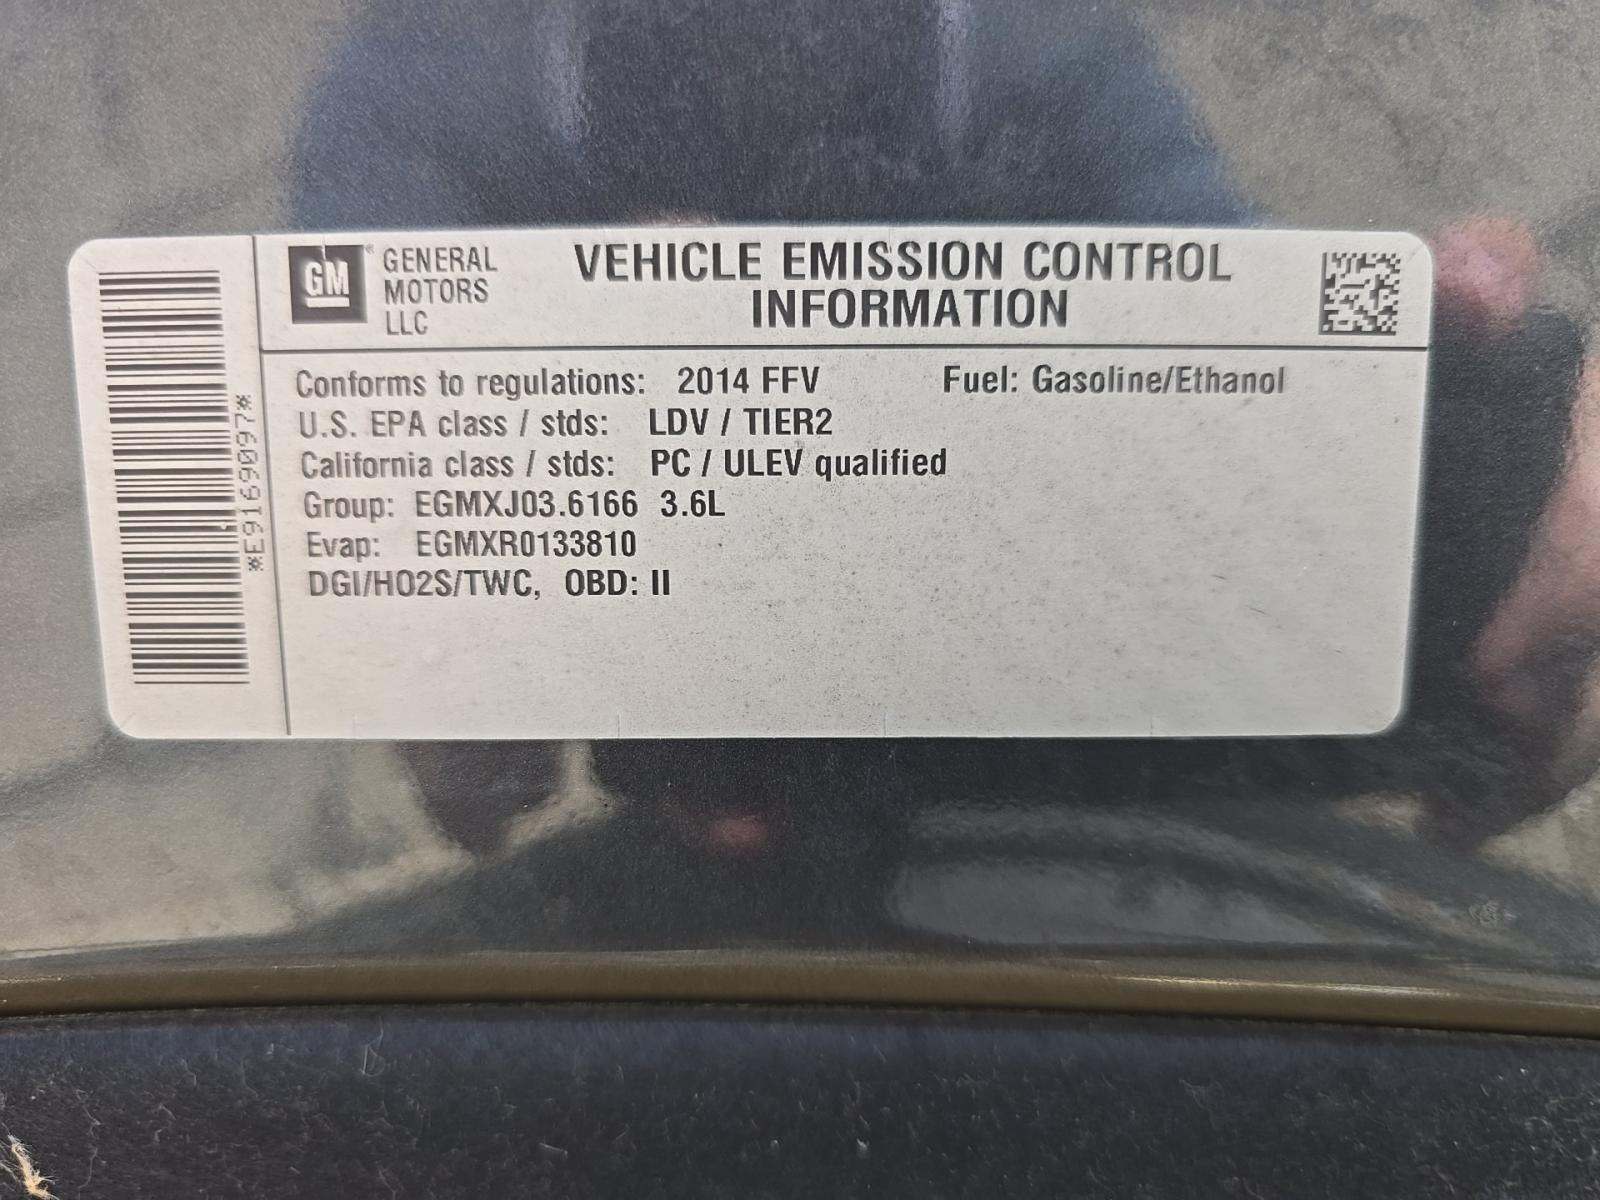 GM
®
GENERAL
MOTORS
LLC
VEHICLE EMISSION CONTROL
INFORMATION
Conforms to regulations: 2014 FFV Fuel: Gasoline/Ethanol
U.S. EPA class / stds: LDV / TIER2
California class / stds: PC / ULEV qualified
Group: EGMXJ03.6166 3.6L
Evap: EGMXR0133810
DGI/HO2S/TWC, OBD: II
*E9169097*